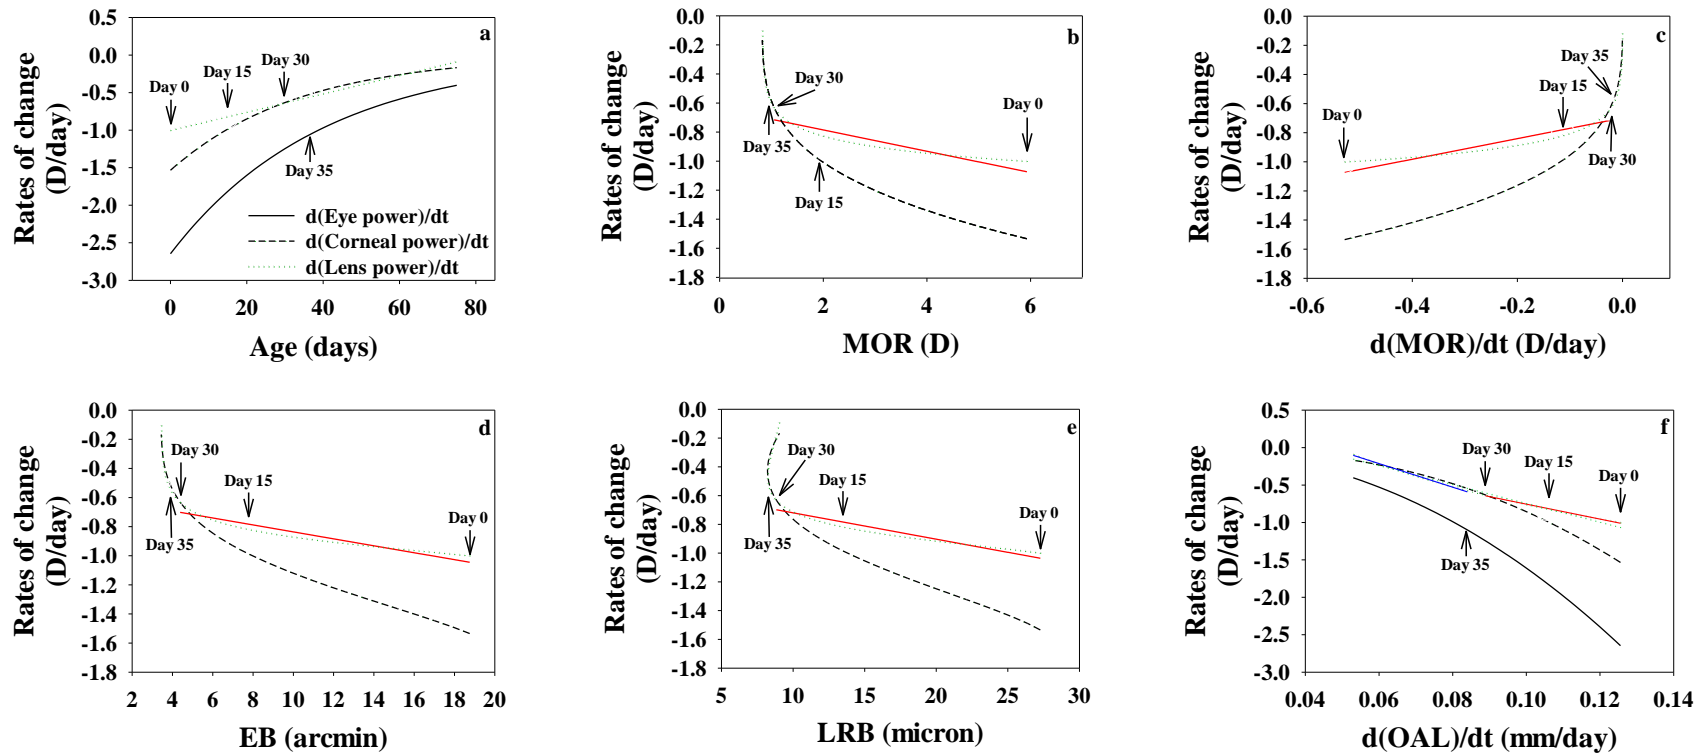 a
0.5
0.0
-0.5
-1.0
-1.5
-2.0
-2.5
-3.0
Rates of change
(D/day)
Day 0
Day 15
Day 30
Day 35
d(Eye power)/dt
d(Corneal power)/dt
d(Lens power)/dt
0 20 40 60 80
Age (days)
b
0.0
-0.2
-0.4
-0.6
-0.8
-1.0
-1.2
-1.4
-1.6
-1.8
Rates of change
(D/day)
Day 30
Day 0
Day 35
Day 15
0 2 4 6
MOR (D)
c
0.0
-0.2
-0.4
-0.6
-0.8
-1.0
-1.2
-1.4
-1.6
-1.8
Rates of change
(D/day)
Day 35
Day 15
Day 0
Day 30
-0.6 -0.4 -0.2 0.0
d(MOR)/dt (D/day)
d
0.0
-0.2
-0.4
-0.6
-0.8
-1.0
-1.2
-1.4
-1.6
-1.8
Rates of change
(D/day)
Day 30
Day 15
Day 0
Day 35
2 4 6 8 10 12 14 16 18 20
EB (arcmin)
e
0.0
-0.2
-0.4
-0.6
-0.8
-1.0
-1.2
-1.4
-1.6
-1.8
Rates of change
(D/day)
Day 30
Day 15
Day 0
Day 35
5 10 15 20 25 30
LRB (micron)
f
0.5
0.0
-0.5
-1.0
-1.5
-2.0
-2.5
-3.0
Rates of change
(D/day)
Day 30
Day 15
Day 0
Day 35
0.04 0.06 0.08 0.10 0.12 0.14
d(OAL)/dt (mm/day)